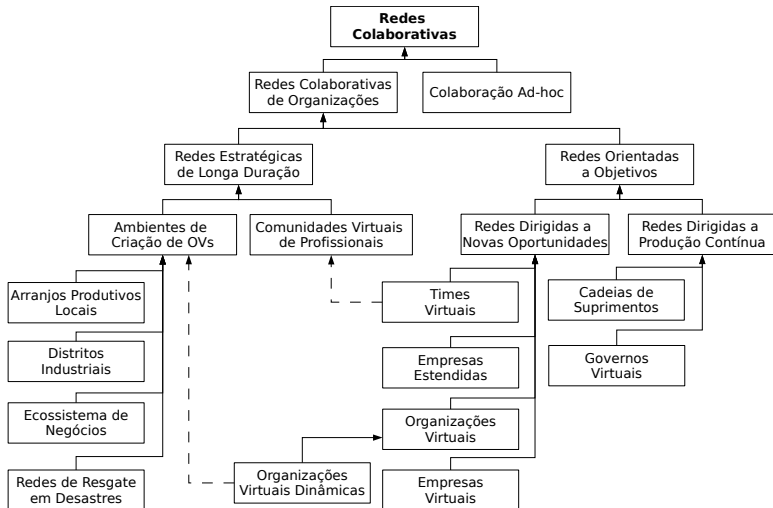 Redes
Colaborativas
Redes Colaborativas
de Organizações
Colaboração Ad-hoc
Redes Estratégicas
de Longa Duração
Redes Orientadas
a Objetivos
Ambientes de
Criação de OVs
Comunidades Virtuais
de Profissionais
Redes Dirigidas a
Novas Oportunidades
Redes Dirigidas a
Produção Contínua
Arranjos Produtivos
Locais
Times
Virtuais
Cadeias de
Suprimentos
Distritos
Industriais
Empresas
Estendidas
Governos
Virtuais
Ecossistema de
Negócios
Organizações
Virtuais
Redes de Resgate
em Desastres
Organizações
Virtuais Dinâmicas
Empresas
Virtuais